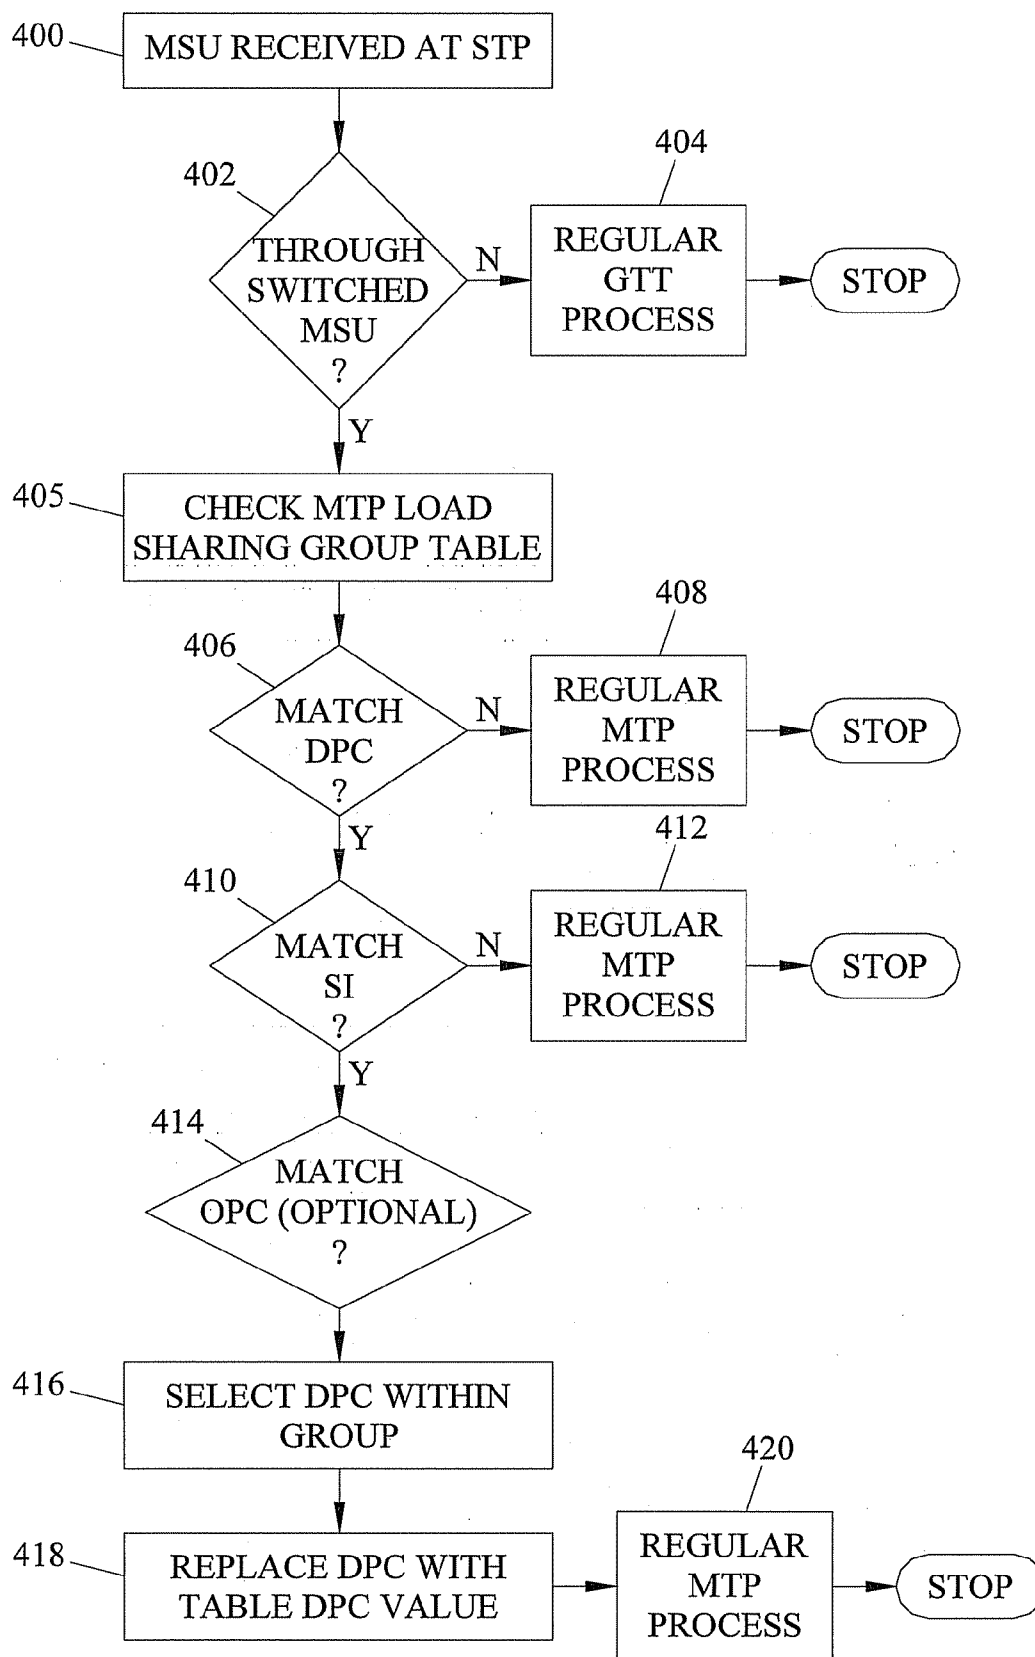 400
MSU RECEIVED AT STP
402
THROUGH
SWITCHED
MSU
?
N
404
REGULAR
GTT
PROCESS
STOP
Y
405
CHECK MTP LOAD
SHARING GROUP TABLE
406
MATCH
DPC
?
N
408
REGULAR
MTP
PROCESS
STOP
Y
410
MATCH
SI
?
N
412
REGULAR
MTP
PROCESS
STOP
Y
414
MATCH
OPC (OPTIONAL)
?
416
SELECT DPC WITHIN
GROUP
418
REPLACE DPC WITH
TABLE DPC VALUE
420
REGULAR
MTP
PROCESS
STOP